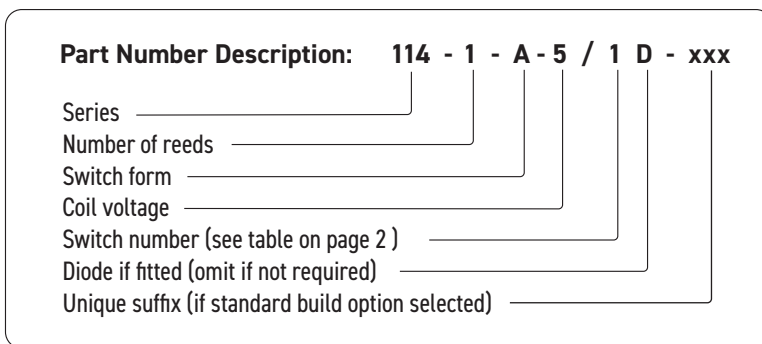 Part Number Description: 114 - 1 - A - 5 / 1 D - xxx
Series
Number of reeds
Switch form
Coil voltage
Switch number (see table on page 2 )
Diode if fitted (omit if not required)
Unique suffix (if standard build option selected)